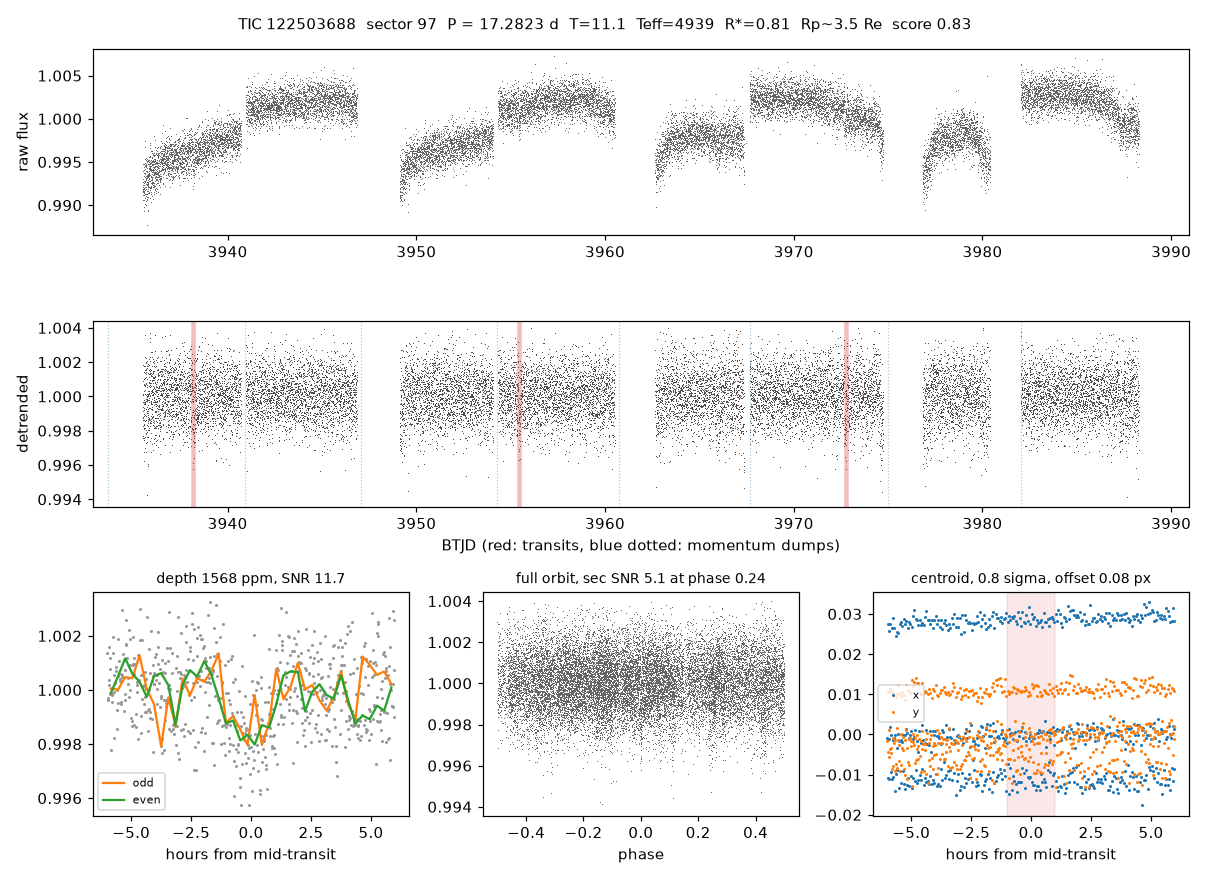 TIC 122503688 sector 97 P = 17.2823 d T=11.1 Teff=4939 R*=0.81 Rp~3.5 Re score 0.83
raw flux
1.005
1.000
0.995
0.990
3940 3950 3960 3970 3980 3990
detrended
1.004
1.002
1.000
0.998
0.996
0.994
3940 3950 3960 3970 3980 3990
BTJD (red: transits, blue dotted: momentum dumps)
depth 1568 ppm, SNR 11.7
1.002
1.000
0.998
0.996
odd
even
−5.0 −2.5 0.0 2.5 5.0
hours from mid-transit
full orbit, sec SNR 5.1 at phase 0.24
1.004
1.002
1.000
0.998
0.996
0.994
−0.4 −0.2 0.0 0.2 0.4
phase
centroid, 0.8 sigma, offset 0.08 px
0.03
0.02
0.01
0.00
−0.01
−0.02
x
y
−5.0 −2.5 0.0 2.5 5.0
hours from mid-transit